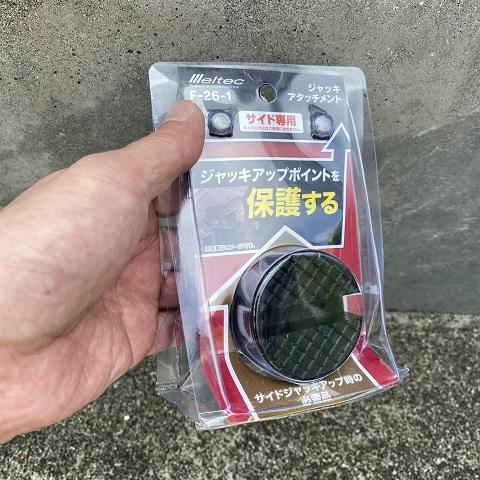 Meltec
F-26-1
ジャッキ
アタッチメント
サイド専用
ジャッキアップポイントを
保護する
サイドジャッキアップ時の
必需品